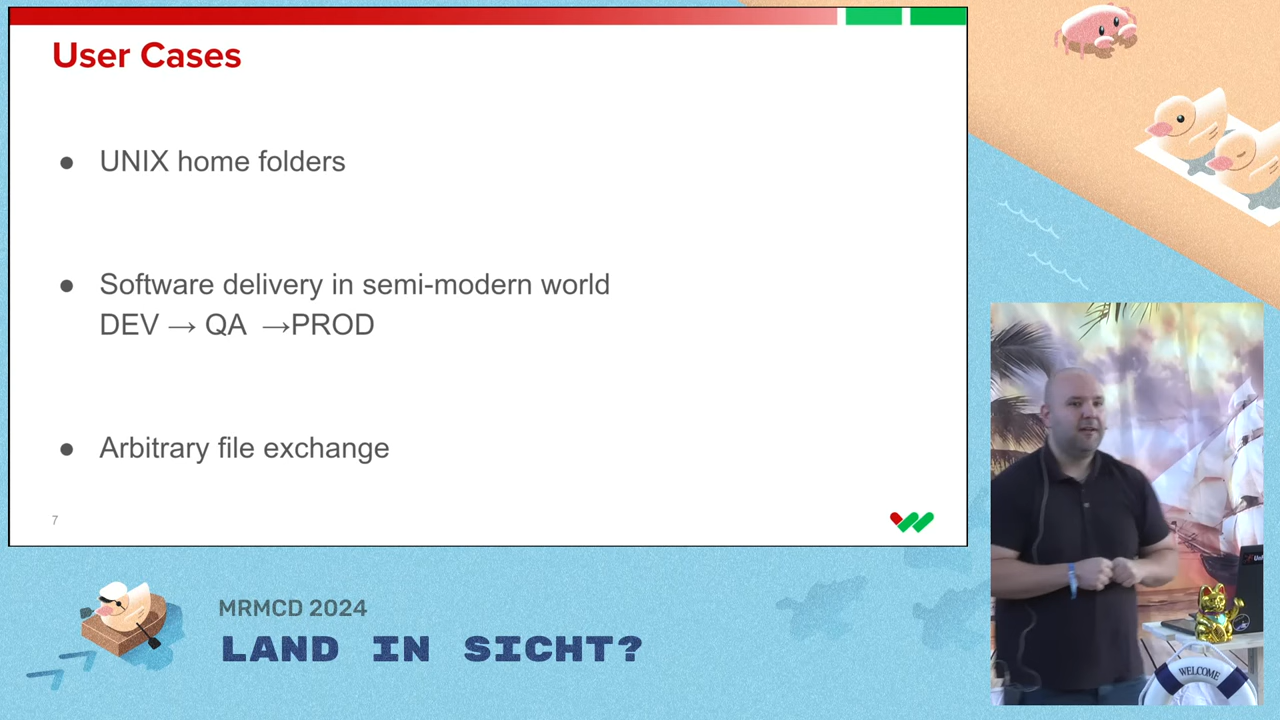 User Cases
● UNIX home folders
● Software delivery in semi-modern world
DEV → QA →PROD
● Arbitrary file exchange
7
MRMCD 2024
LAND IN SICHT?
WELCOME